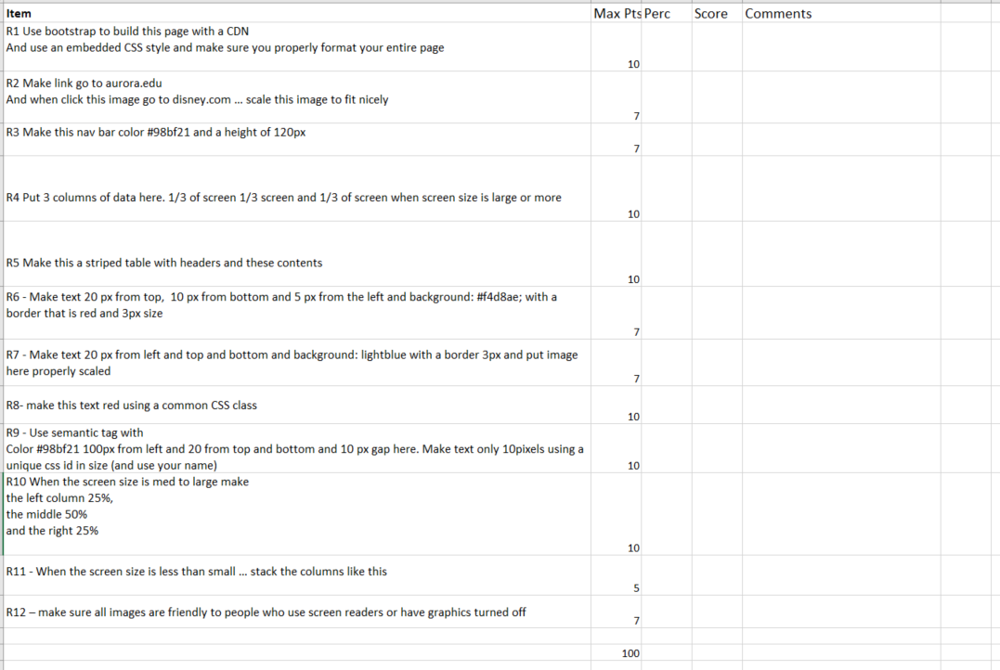 Item Max Pts Perc Score Comments
R1 Use bootstrap to build this page with a CDN
And use an embedded CSS style and make sure you properly format your entire page
10
R2 Make link go to aurora.edu
And when click this image go to disney.com ... scale this image to fit nicely
7
R3 Make this nav bar color #98bf21 and a height of 120px
7
R4 Put 3 columns of data here. 1/3 of screen 1/3 screen and 1/3 of screen when screen size is large or more
10
R5 Make this a striped table with headers and these contents
10
R6 - Make text 20 px from top,  10 px from bottom and 5 px from the left and background: #f4d8ae; with a
border that is red and 3px size
7
R7 - Make text 20 px from left and top and bottom and background: lightblue with a border 3px and put image
here properly scaled
7
R8- make this text red using a common CSS class
10
R9 - Use semantic tag with
Color #98bf21 100px from left and 20 from top and bottom and 10 px gap here. Make text only 10pixels using a
unique css id in size (and use your name)
10
R10 When the screen size is med to large make
the left column 25%,
the middle 50%
and the right 25%
10
R11 - When the screen size is less than small ... stack the columns like this
5
R12 – make sure all images are friendly to people who use screen readers or have graphics turned off
7
100